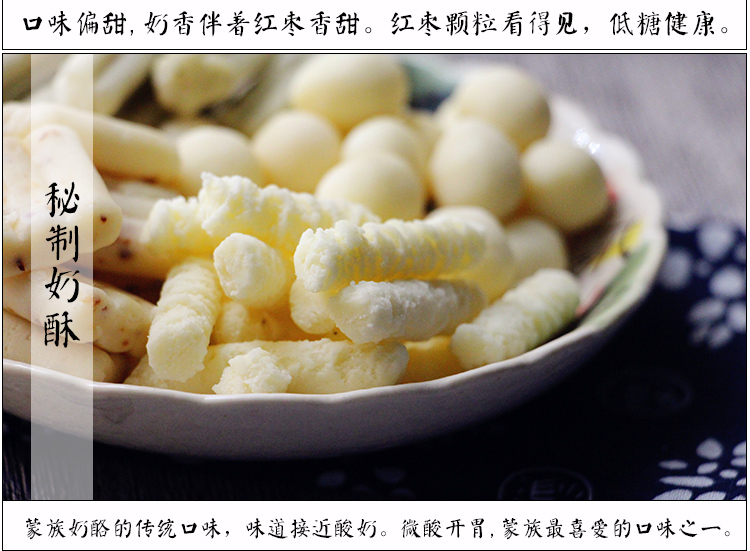 口味偏甜,奶香伴着红枣香甜。红枣颗粒看得见，低糖健康。
秘制奶酥
蒙族奶酪的传统口味，味道接近酸奶。微酸开胃,蒙族最喜爱的口味之一。